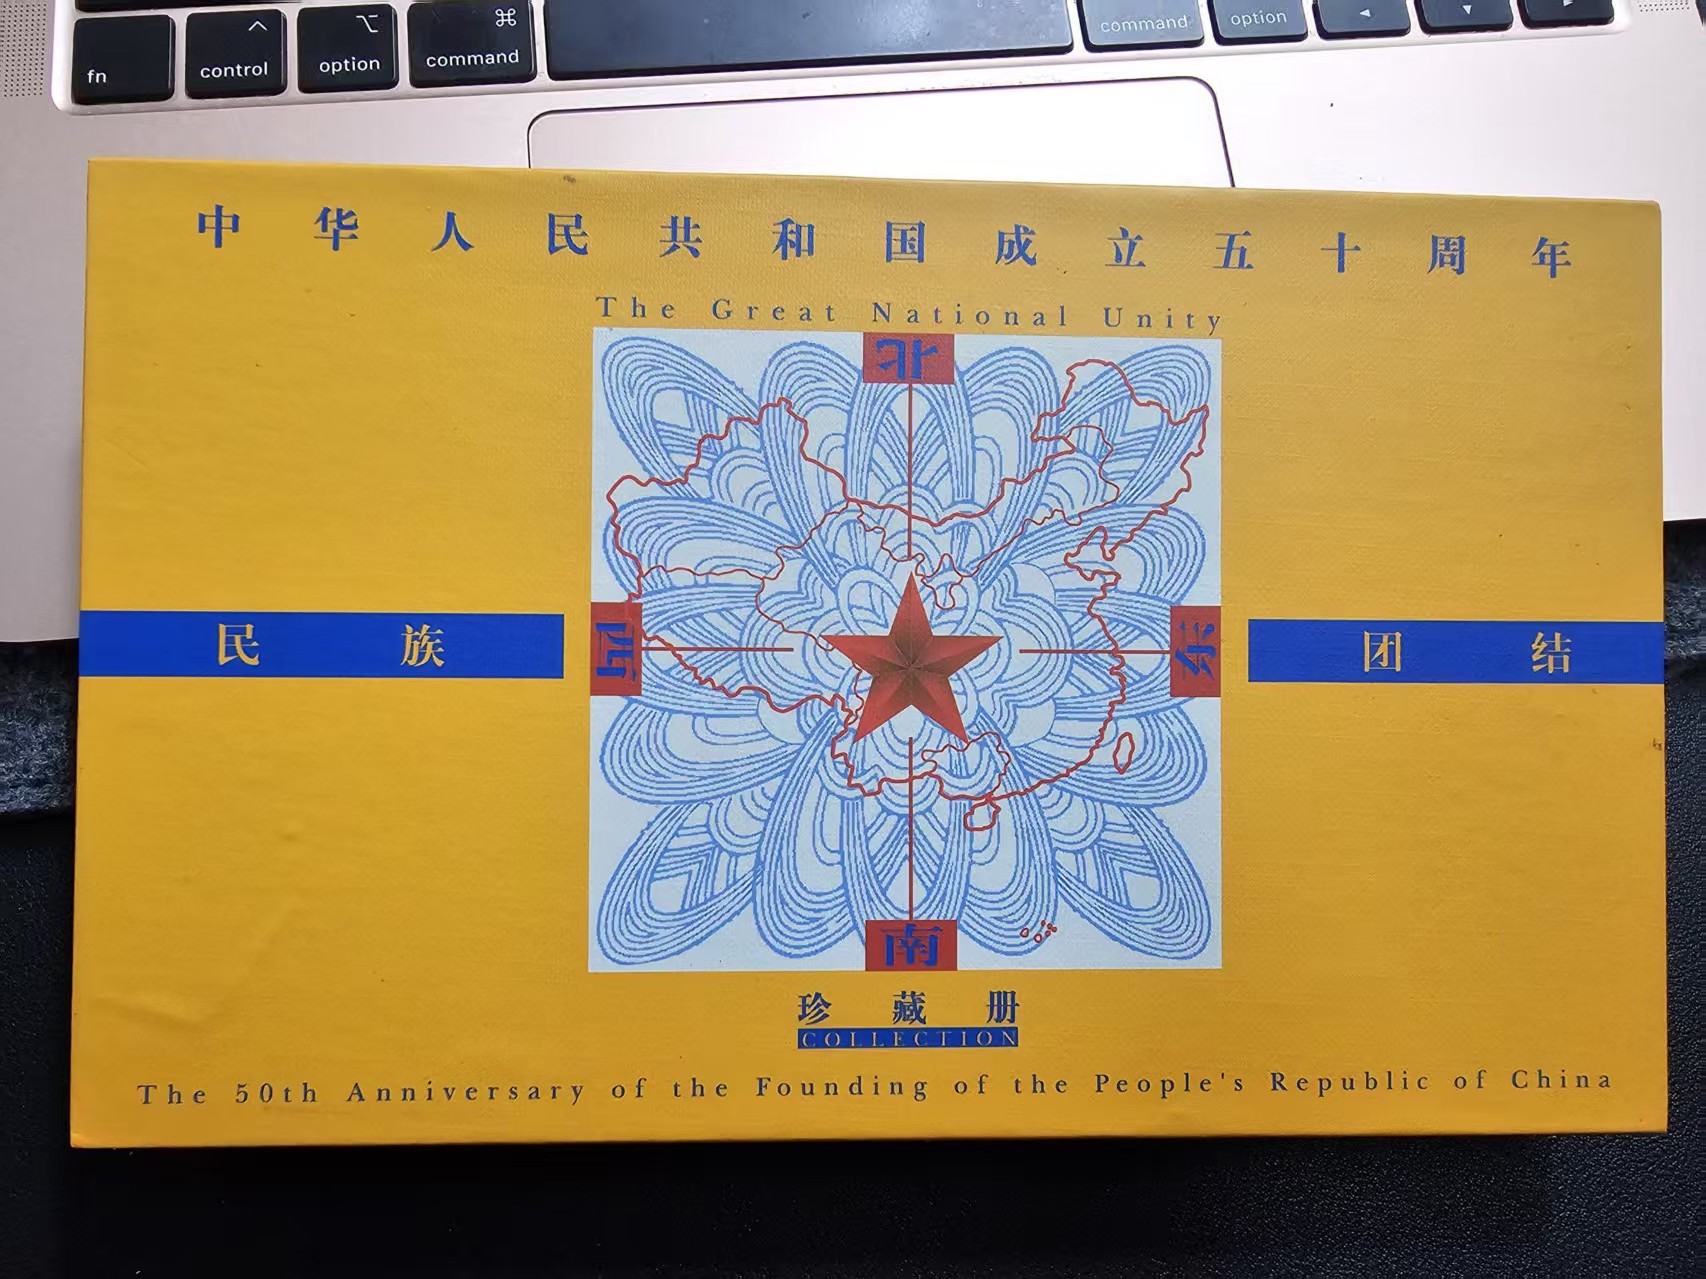 fn
control
option
command
command
option
中华人民共和国成立五十周年
The Great National Unity
北
民族
西
东
团结
南
珍藏册
COLLECTION
The 50th Anniversary of the Founding of the People's Republic of China